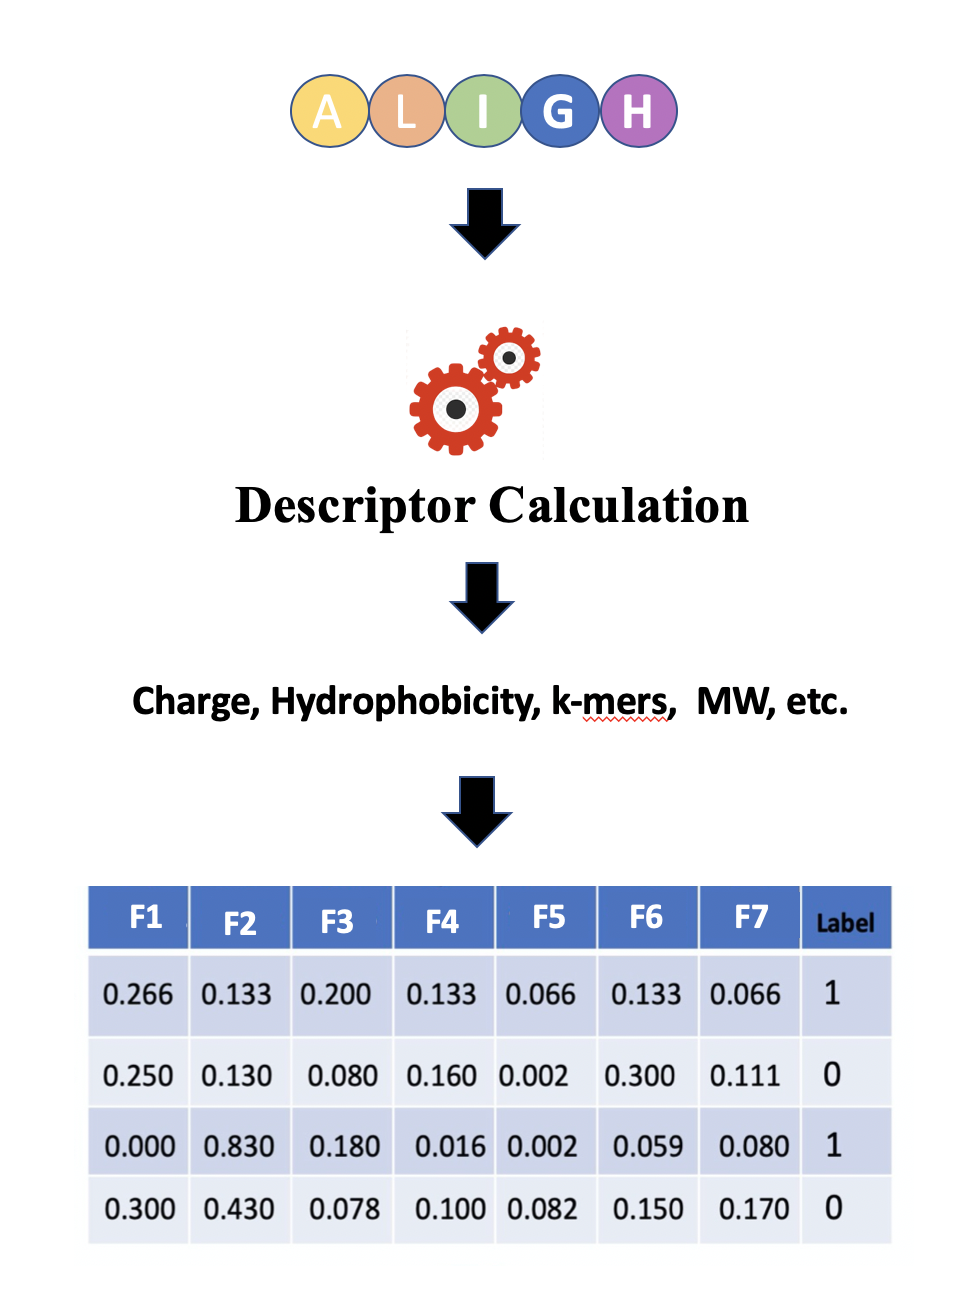 A L I G H
Descriptor Calculation
Charge, Hydrophobicity, k-mers, MW, etc.
F1 F2 F3 F4 F5 F6 F7 Label
0.266 0.133 0.200 0.133 0.066 0.133 0.066 1
0.250 0.130 0.080 0.160 0.002 0.300 0.111 0
0.000 0.830 0.180 0.016 0.002 0.059 0.080 1
0.300 0.430 0.078 0.100 0.082 0.150 0.170 0